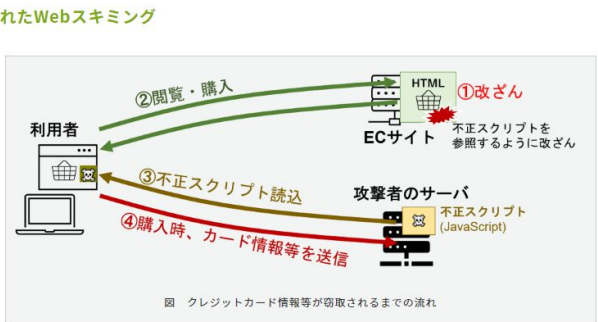 れたWebスキミング
②閲覧・購入
HTML
①改ざん
利用者
ECサイト
不正スクリプトを
参照するように改ざん
③不正スクリプト読込
攻撃者のサーバ
不正スクリプト
(JavaScript)
④購入時、カード情報等を送信
図 クレジットカード情報等が窃取されるまでの流れ